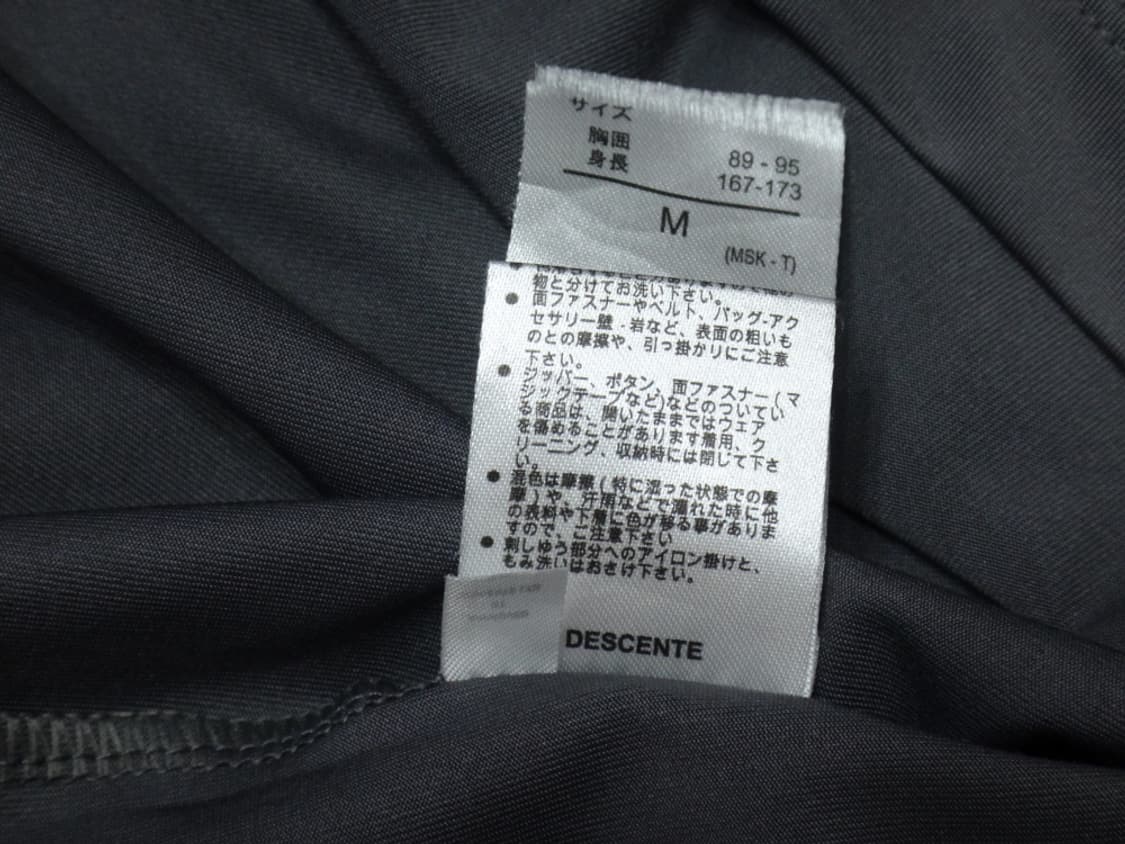 サイズ
胸囲 89 - 95
身長 167-173
M
(MSK - T)
物と分けてお洗い下さい。
● 面ファスナーやベルト、バッグ‐アク
セサリー壁‐岩など、表面の粗いも
のとの摩擦や、引っ掛かりにご注意
下さい。
● ジッパー、ボタン、面ファスナー(マ
ジックテープなど)などのついてい
る商品は、開いたままではウェア
を傷めることがあります着用、ク
リーニング、収納時には閉じて下さ
い。
● 混色は摩擦(特に湿った状態での摩
摩)や、汗雨などで濡れた時に他
の衣料や下着に色が移る事がありま
すので、ご注意下さい
● 刺しゅう部分へのアイロン掛けと、
もみ洗いはおさけ下さい。
DESCENTE